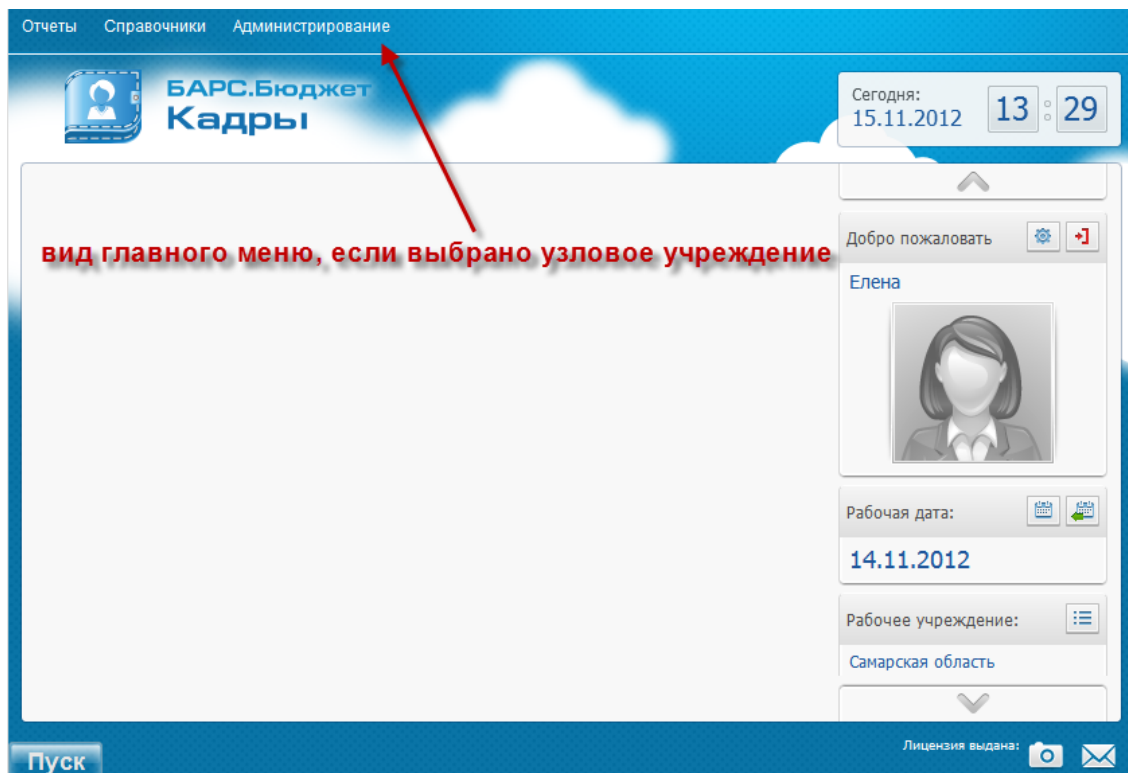 Отчеты Справочники Администрирование
БАРС.Бюджет
Кадры
Сегодня:
15.11.2012
13 : 29
вид главного меню, если выбрано узловое учреждение
Добро пожаловать
Елена
Рабочая дата:
14.11.2012
Рабочее учреждение:
Самарская область
Лицензия выдана:
Пуск